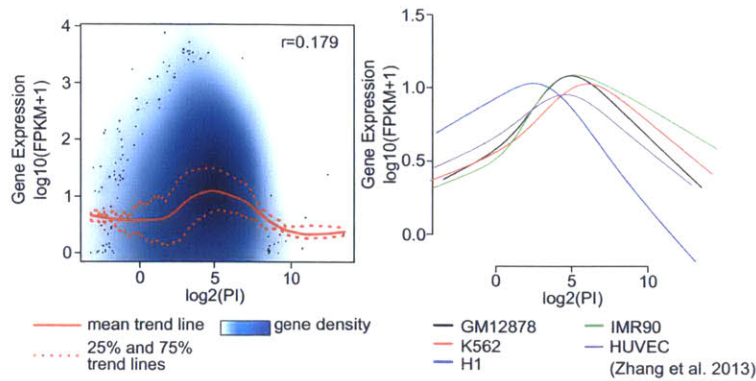 Gene Expression
log10(FPKM+1)
4
3
2
1
0
r=0.179
0
5
10
log2(PI)
mean trend line
gene density
25% and 75%
trend lines
Gene Expression
log10(FPKM+1)
1.5
1.0
0.5
0.0
0
5
10
log2(PI)
GM12878
IMR90
K562
HUVEC
H1
(Zhang et al. 2013)